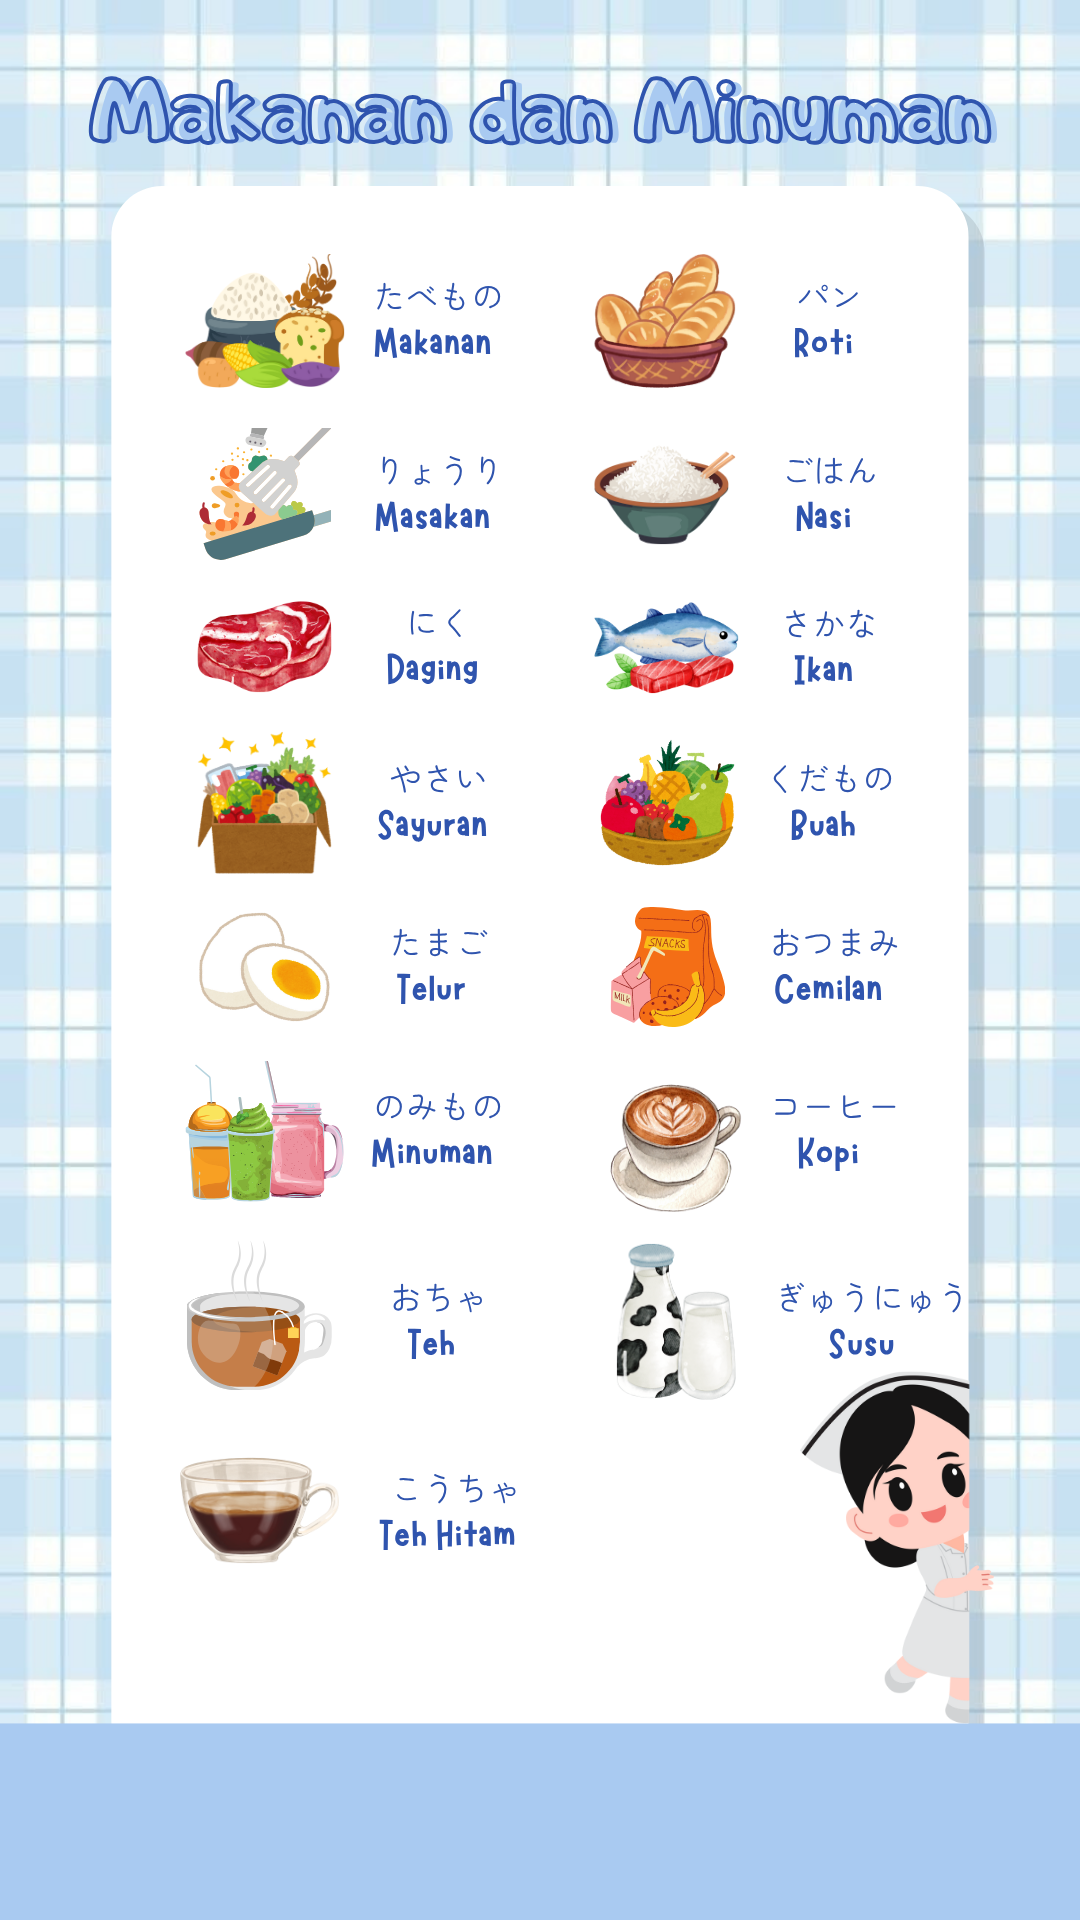 Makanan dan Minuman
たべもの
Makanan
パン
Roti
りょうり
Masakan
ごはん
Nasi
にく
Daging
さかな
Ikan
やさい
Sayuran
くだもの
Buah
たまご
Telur
SNACKS
MILK
おつまみ
Cemilan
のみもの
Minuman
コーヒー
Kopi
おちゃ
Teh
ぎゅうにゅう
Susu
こうちゃ
Teh Hitam